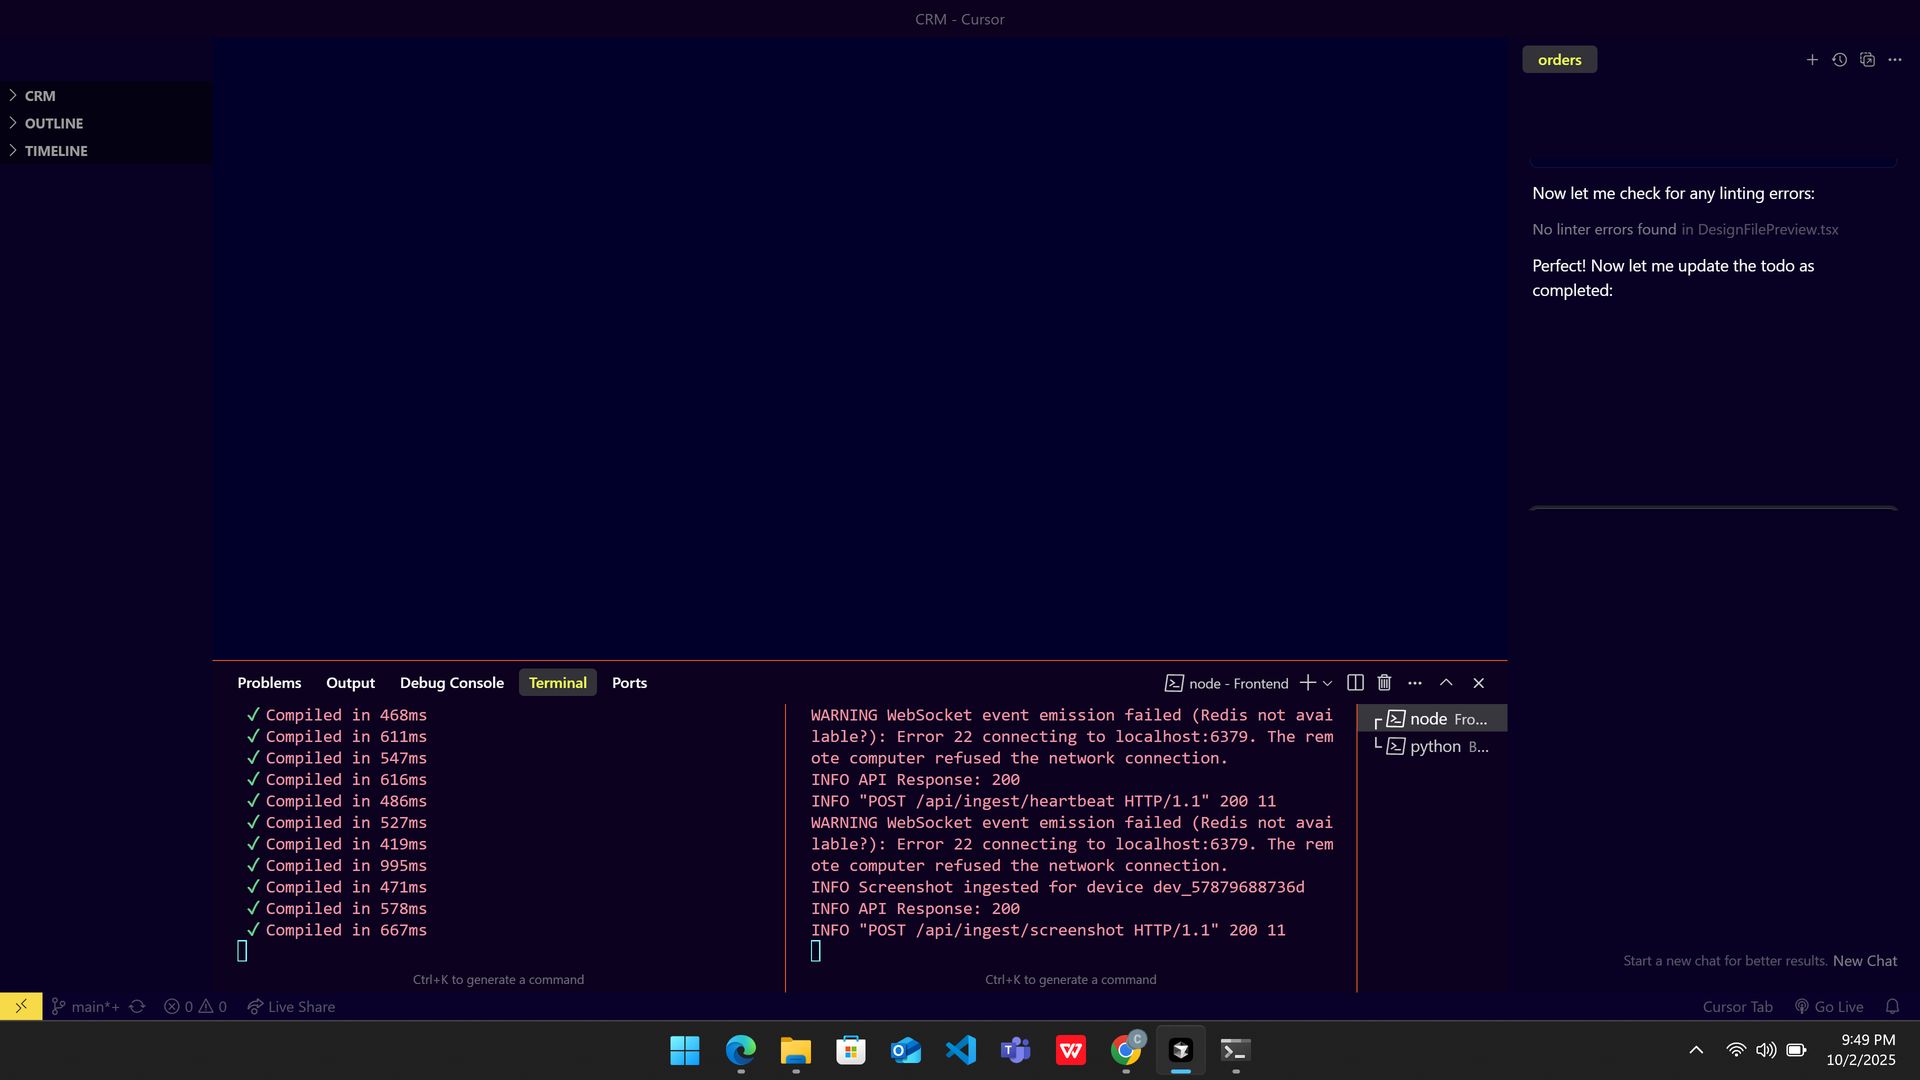 CRM - Cursor
CRM
OUTLINE
TIMELINE
orders
Now let me check for any linting errors:
No linter errors found in DesignFilePreview.tsx
Perfect! Now let me update the todo as
completed:
Problems Output Debug Console Terminal Ports
node - Frontend
✓ Compiled in 468ms
✓ Compiled in 611ms
✓ Compiled in 547ms
✓ Compiled in 616ms
✓ Compiled in 486ms
✓ Compiled in 527ms
✓ Compiled in 419ms
✓ Compiled in 995ms
✓ Compiled in 471ms
✓ Compiled in 578ms
✓ Compiled in 667ms
Ctrl+K to generate a command
WARNING WebSocket event emission failed (Redis not avai
lable?): Error 22 connecting to localhost:6379. The rem
ote computer refused the network connection.
INFO API Response: 200
INFO "POST /api/ingest/heartbeat HTTP/1.1" 200 11
WARNING WebSocket event emission failed (Redis not avai
lable?): Error 22 connecting to localhost:6379. The rem
ote computer refused the network connection.
INFO Screenshot ingested for device dev_57879688736d
INFO API Response: 200
INFO "POST /api/ingest/screenshot HTTP/1.1" 200 11
Ctrl+K to generate a command
node Fro...
python B...
Start a new chat for better results. New Chat
main*+ 0 0 Live Share
Cursor Tab Go Live
C
9:49 PM
10/2/2025